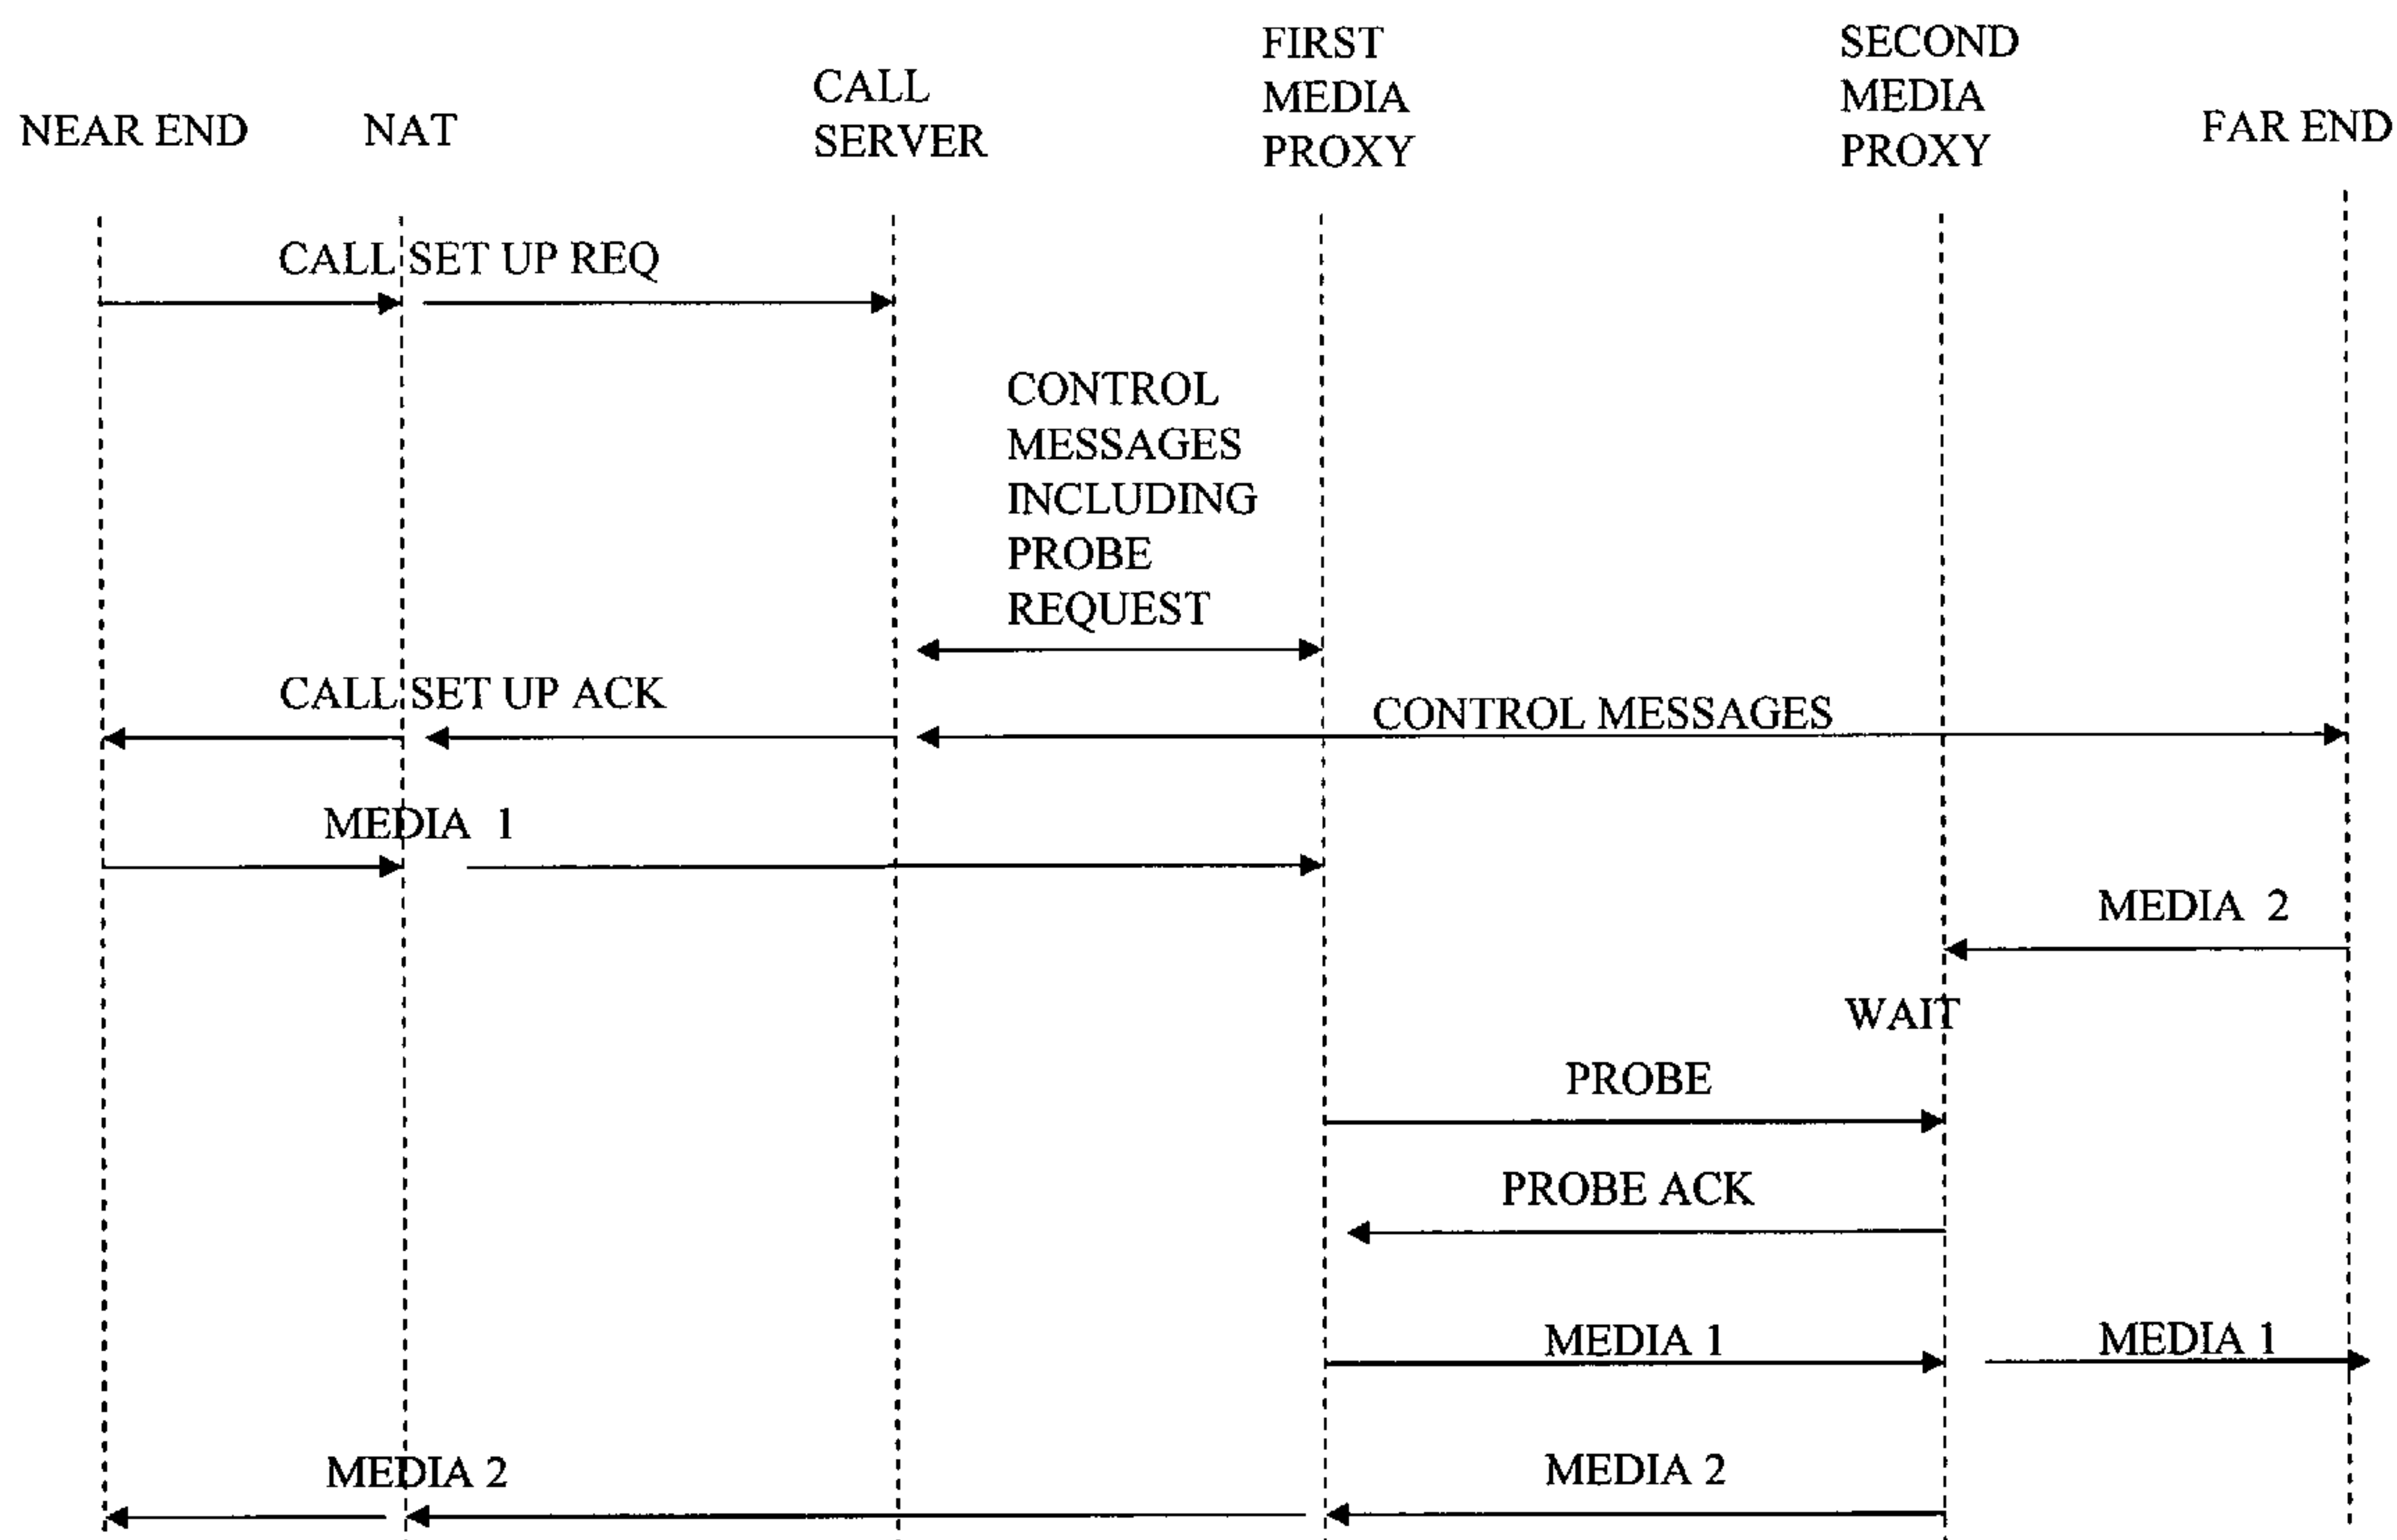 NEAR END
NAT
CALL
SERVER
FIRST
MEDIA
PROXY
SECOND
MEDIA
PROXY
FAR END
CALL SET UP REQ
CONTROL
MESSAGES
INCLUDING
PROBE
REQUEST
CALL SET UP ACK
CONTROL MESSAGES
MEDIA 1
MEDIA 2
WAIT
PROBE
PROBE ACK
MEDIA 1
MEDIA 1
MEDIA 2
MEDIA 2